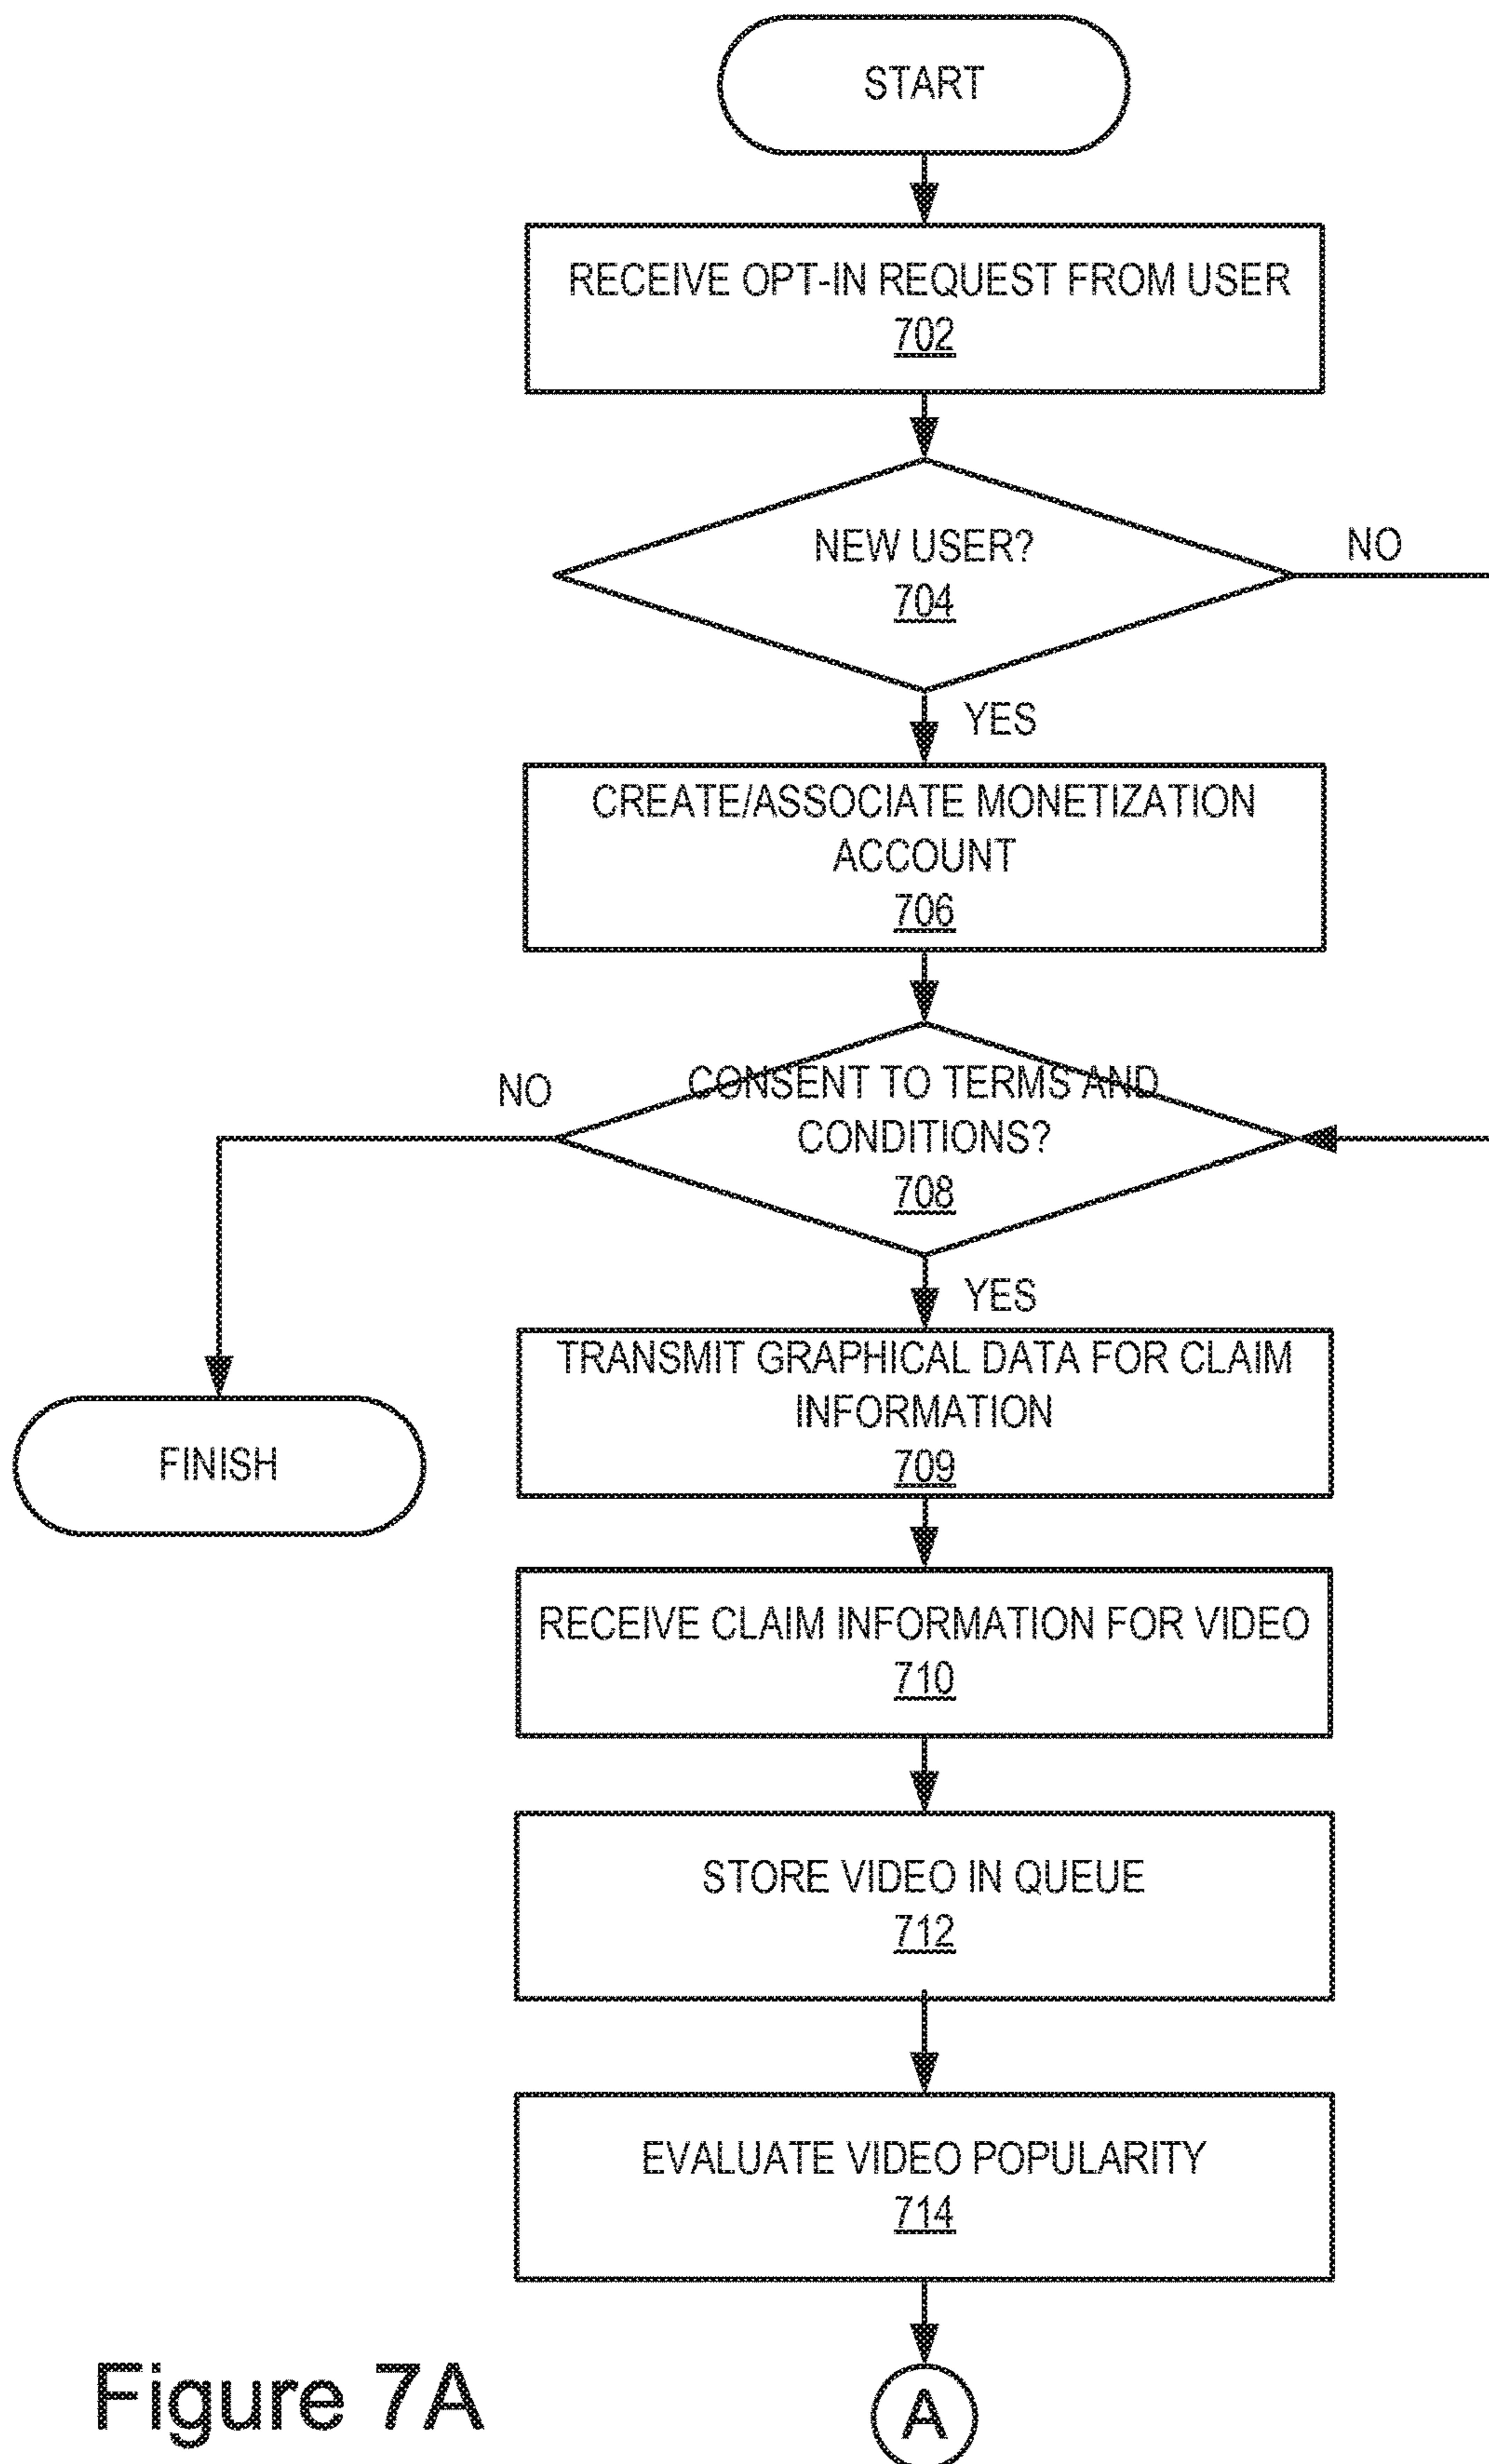 START
RECEIVE OPT-IN REQUEST FROM USER
702
NEW USER?
704
NO
YES
CREATE/ASSOCIATE MONETIZATION
ACCOUNT
706
NO
CONSENT TO TERMS AND
CONDITIONS?
708
YES
TRANSMIT GRAPHICAL DATA FOR CLAIM
INFORMATION
709
FINISH
RECEIVE CLAIM INFORMATION FOR VIDEO
710
STORE VIDEO IN QUEUE
712
EVALUATE VIDEO POPULARITY
714
A
Figure 7A